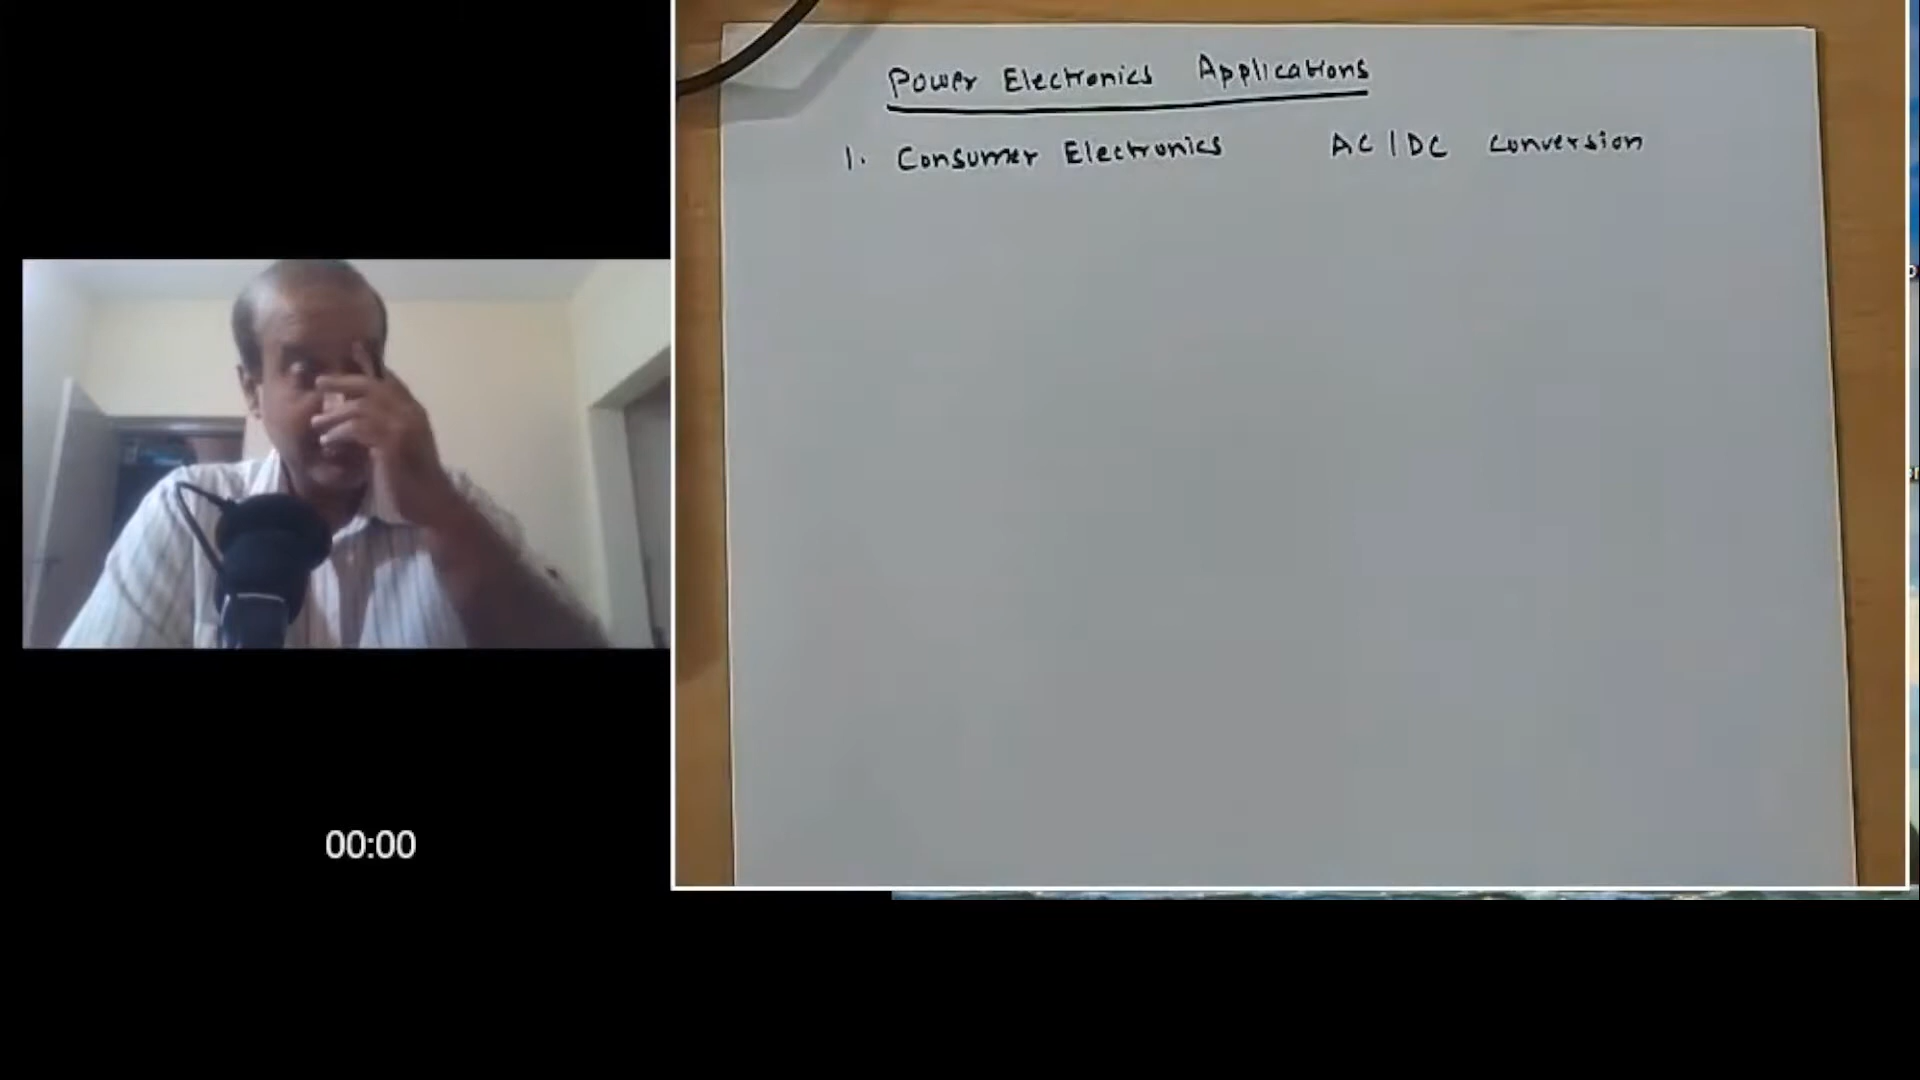 Power Electronics Applications
1. Consumer Electronics AC/DC conversion
00:00